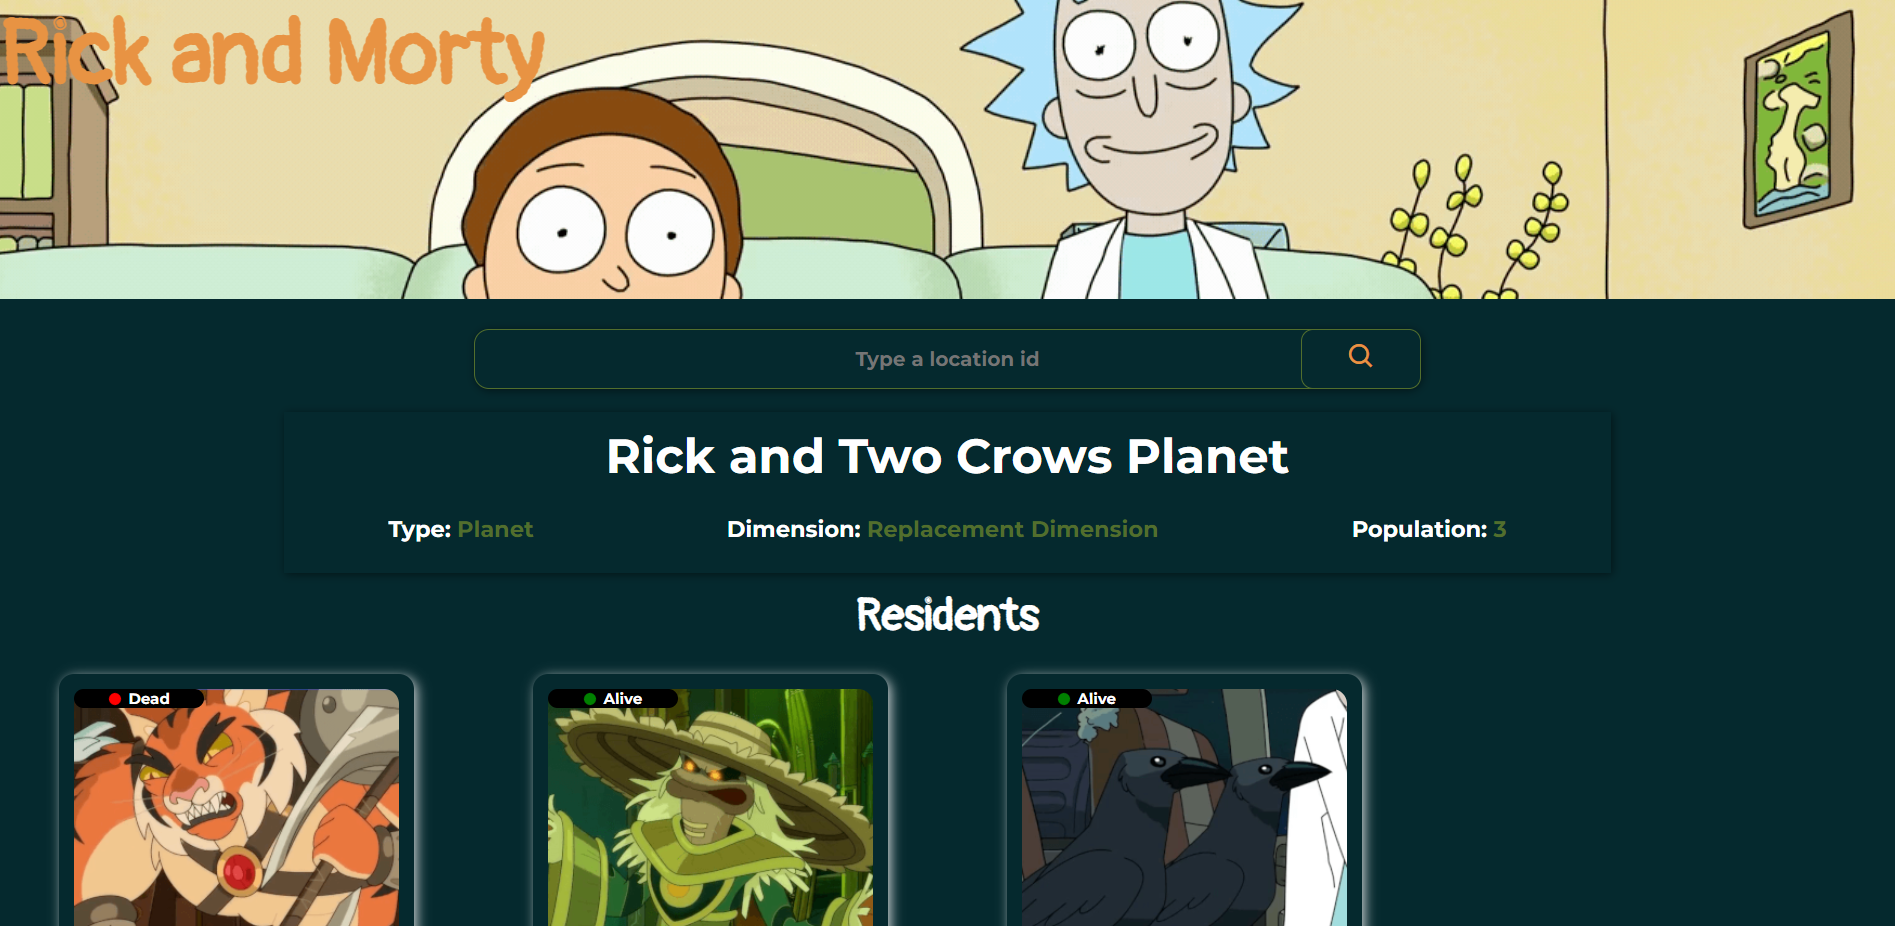 Rick and Morty
Type a location id
Rick and Two Crows Planet
Type: Planet Dimension: Replacement Dimension Population: 3
Residents
Dead Alive Alive